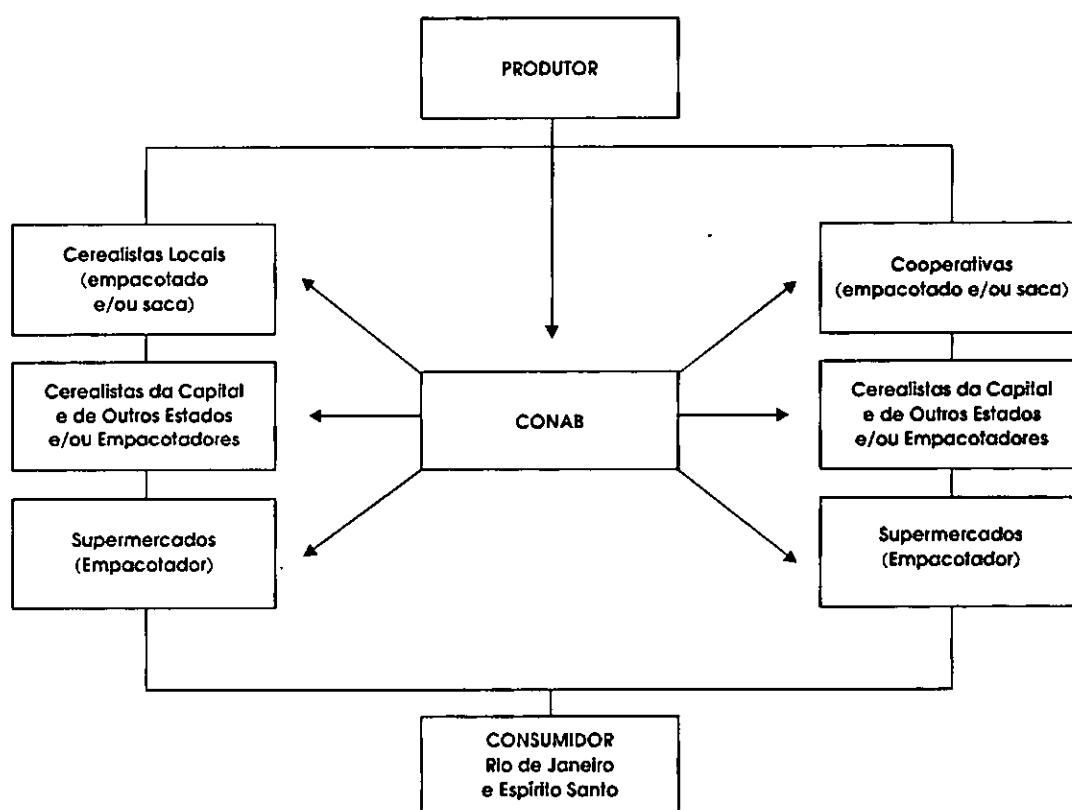 PRODUTOR
Cerealistas Locais
(empacotado
e/ou saca)
Cooperativas
(empacotado e/ou saca)
Cerealistas da Capital
e de Outros Estados
e/ou Empacotadores
CONAB
Cerealistas da Capital
e de Outros Estados
e/ou Empacotadores
Supermercados
(Empacotador)
Supermercados
(Empacotador)
CONSUMIDOR
Rio de Janeiro
e Espírito Santo